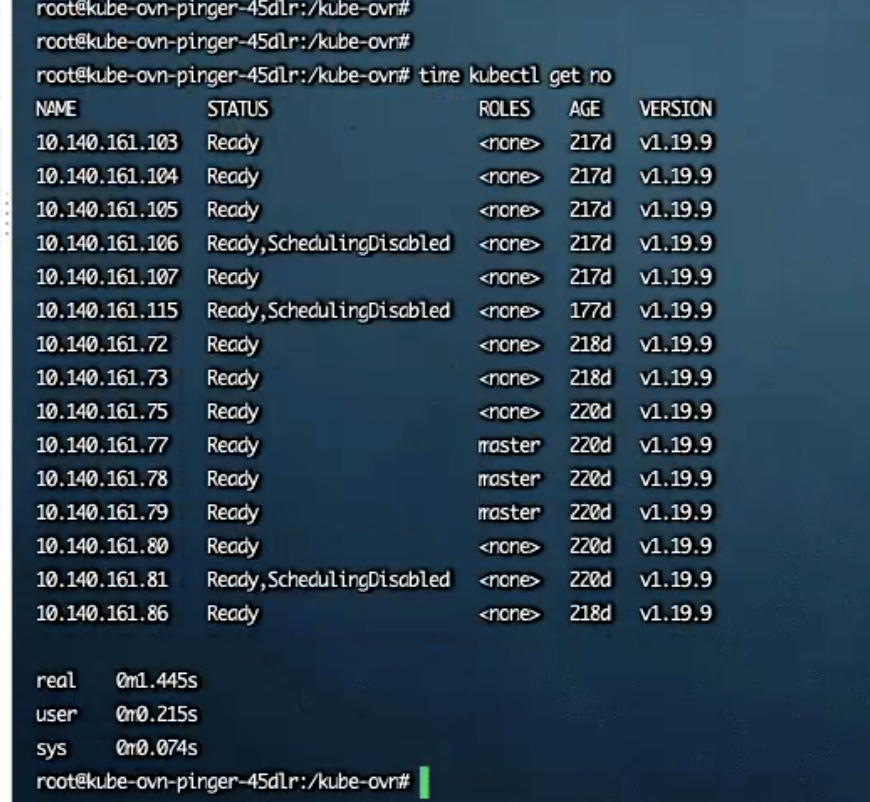 root@kube-ovn-pinger-45dlr:/kube-ovn#
root@kube-ovn-pinger-45dlr:/kube-ovn#
root@kube-ovn-pinger-45dlr:/kube-ovn# time kubectl get no
NAME STATUS ROLES AGE VERSION
10.140.161.103 Ready <none> 217d v1.19.9
10.140.161.104 Ready <none> 217d v1.19.9
10.140.161.105 Ready <none> 217d v1.19.9
10.140.161.106 Ready,SchedulingDisabled <none> 217d v1.19.9
10.140.161.107 Ready <none> 217d v1.19.9
10.140.161.115 Ready,SchedulingDisabled <none> 177d v1.19.9
10.140.161.72 Ready <none> 218d v1.19.9
10.140.161.73 Ready <none> 218d v1.19.9
10.140.161.75 Ready <none> 220d v1.19.9
10.140.161.77 Ready master 220d v1.19.9
10.140.161.78 Ready master 220d v1.19.9
10.140.161.79 Ready master 220d v1.19.9
10.140.161.80 Ready <none> 220d v1.19.9
10.140.161.81 Ready,SchedulingDisabled <none> 220d v1.19.9
10.140.161.86 Ready <none> 218d v1.19.9
real 0m1.445s
user 0m0.215s
sys 0m0.074s
root@kube-ovn-pinger-45dlr:/kube-ovn#